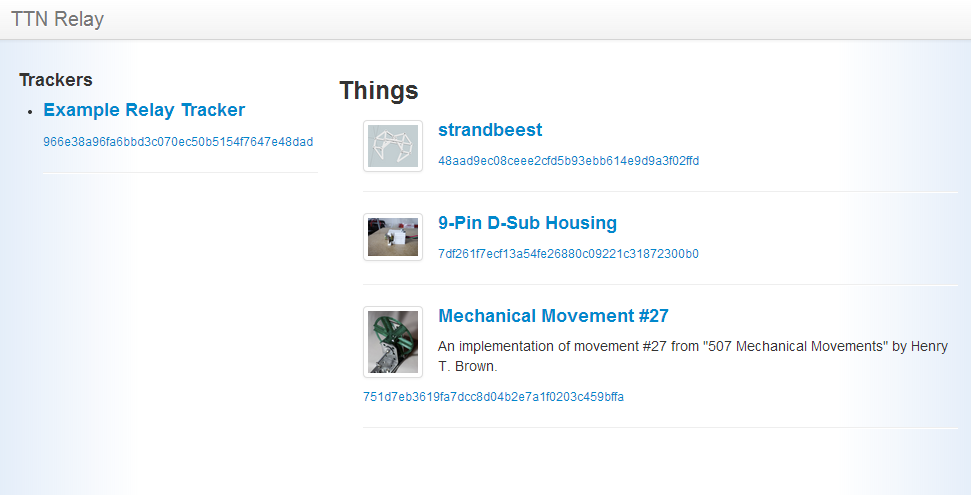 TTN Relay
Trackers
Example Relay Tracker
966e38a96fa6bbd3c070ec50b5154f7647e48dad
Things
strandbeest
48aad9ec08ceee2cfd5b93ebb614e9d9a3f02ffd
9-Pin D-Sub Housing
7df261f7ecf13a54fe26880c09221c31872300b0
Mechanical Movement #27
An implementation of movement #27 from "507 Mechanical Movements" by Henry
T. Brown.
751d7eb3619fa7dcc8d04b2e7a1f0203c459bffa